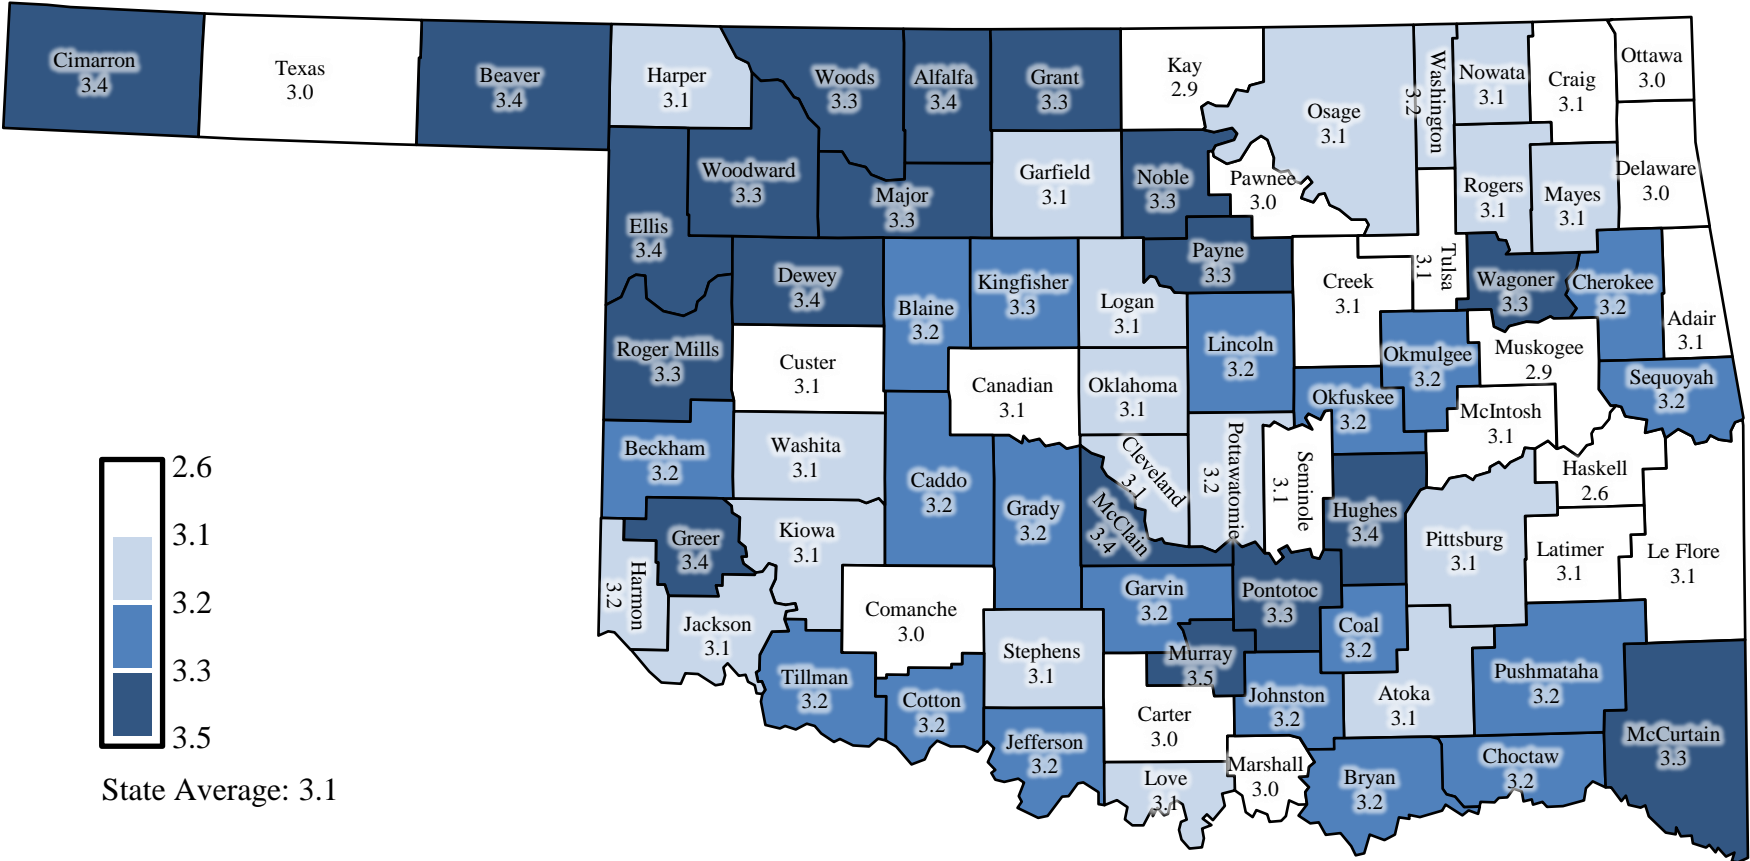 Cimarron
3.4
Texas
3.0
Beaver
3.4
Harper
3.1
Woods
3.3
Alfalfa
3.4
Grant
3.3
Kay
2.9
Osage
3.1
Washington
3.2
Nowata
3.1
Craig
3.1
Ottawa
3.0
Woodward
3.3
Major
3.3
Garfield
3.1
Noble
3.3
Pawnee
3.0
Rogers
3.1
Mayes
3.1
Delaware
3.0
Ellis
3.4
Dewey
3.4
Blaine
3.2
Kingfisher
3.3
Logan
3.1
Payne
3.3
Creek
3.1
Tulsa
3.1
Wagoner
3.3
Cherokee
3.2
Adair
3.1
Roger Mills
3.3
Custer
3.1
Canadian
3.1
Oklahoma
3.1
Lincoln
3.2
Okfuskee
3.2
Okmulgee
3.2
Muskogee
2.9
McIntosh
3.1
Sequoyah
3.2
Beckham
3.2
Washita
3.1
Caddo
3.2
Grady
3.2
Cleveland
3.1
McClain
3.4
Pottawatomie
3.2
Seminole
3.1
Hughes
3.4
Pittsburg
3.1
Haskell
2.6
Latimer
3.1
Le Flore
3.1
Greer
3.4
Kiowa
3.1
Harmon
3.2
Jackson
3.1
Comanche
3.0
Stephens
3.1
Garvin
3.2
Murray
3.5
Pontotoc
3.3
Coal
3.2
Tillman
3.2
Cotton
3.2
Jefferson
3.2
Carter
3.0
Johnston
3.2
Atoka
3.1
Pushmataha
3.2
McCurtain
3.3
Love
3.1
Marshall
3.0
Bryan
3.2
Choctaw
3.2
2.6
3.1
3.2
3.3
3.5
State Average: 3.1